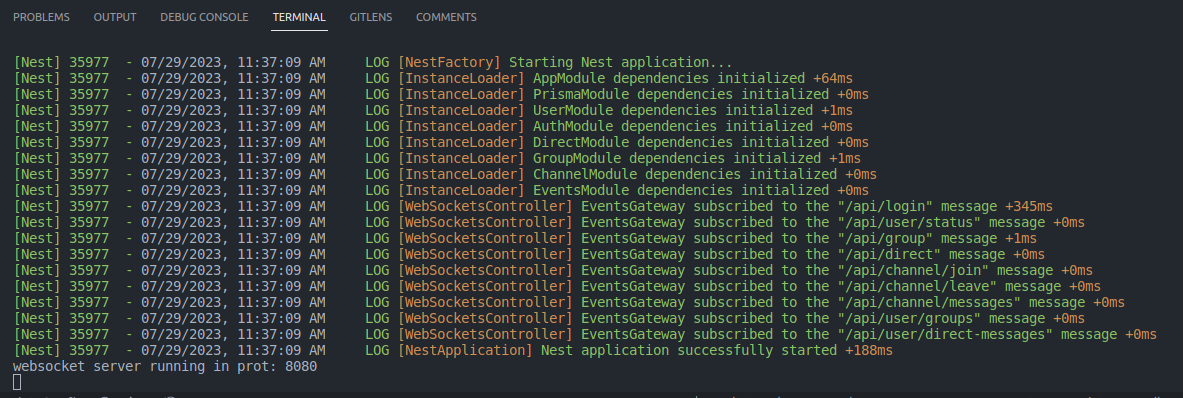 PROBLEMS OUTPUT DEBUG CONSOLE TERMINAL GITLENS COMMENTS
[Nest] 35977  - 07/29/2023, 11:37:09 AM     LOG [NestFactory] Starting Nest application...
[Nest] 35977  - 07/29/2023, 11:37:09 AM     LOG [InstanceLoader] AppModule dependencies initialized +64ms
[Nest] 35977  - 07/29/2023, 11:37:09 AM     LOG [InstanceLoader] PrismaModule dependencies initialized +0ms
[Nest] 35977  - 07/29/2023, 11:37:09 AM     LOG [InstanceLoader] UserModule dependencies initialized +1ms
[Nest] 35977  - 07/29/2023, 11:37:09 AM     LOG [InstanceLoader] AuthModule dependencies initialized +0ms
[Nest] 35977  - 07/29/2023, 11:37:09 AM     LOG [InstanceLoader] DirectModule dependencies initialized +0ms
[Nest] 35977  - 07/29/2023, 11:37:09 AM     LOG [InstanceLoader] GroupModule dependencies initialized +1ms
[Nest] 35977  - 07/29/2023, 11:37:09 AM     LOG [InstanceLoader] ChannelModule dependencies initialized +0ms
[Nest] 35977  - 07/29/2023, 11:37:09 AM     LOG [InstanceLoader] EventsModule dependencies initialized +0ms
[Nest] 35977  - 07/29/2023, 11:37:09 AM     LOG [WebSocketsController] EventsGateway subscribed to the "/api/login" message +345ms
[Nest] 35977  - 07/29/2023, 11:37:09 AM     LOG [WebSocketsController] EventsGateway subscribed to the "/api/user/status" message +0ms
[Nest] 35977  - 07/29/2023, 11:37:09 AM     LOG [WebSocketsController] EventsGateway subscribed to the "/api/group" message +1ms
[Nest] 35977  - 07/29/2023, 11:37:09 AM     LOG [WebSocketsController] EventsGateway subscribed to the "/api/direct" message +0ms
[Nest] 35977  - 07/29/2023, 11:37:09 AM     LOG [WebSocketsController] EventsGateway subscribed to the "/api/channel/join" message +0ms
[Nest] 35977  - 07/29/2023, 11:37:09 AM     LOG [WebSocketsController] EventsGateway subscribed to the "/api/channel/leave" message +0ms
[Nest] 35977  - 07/29/2023, 11:37:09 AM     LOG [WebSocketsController] EventsGateway subscribed to the "/api/channel/messages" message +0ms
[Nest] 35977  - 07/29/2023, 11:37:09 AM     LOG [WebSocketsController] EventsGateway subscribed to the "/api/user/groups" message +0ms
[Nest] 35977  - 07/29/2023, 11:37:09 AM     LOG [WebSocketsController] EventsGateway subscribed to the "/api/user/direct-messages" message +0ms
[Nest] 35977  - 07/29/2023, 11:37:09 AM     LOG [NestApplication] Nest application successfully started +188ms
websocket server running in prot: 8080